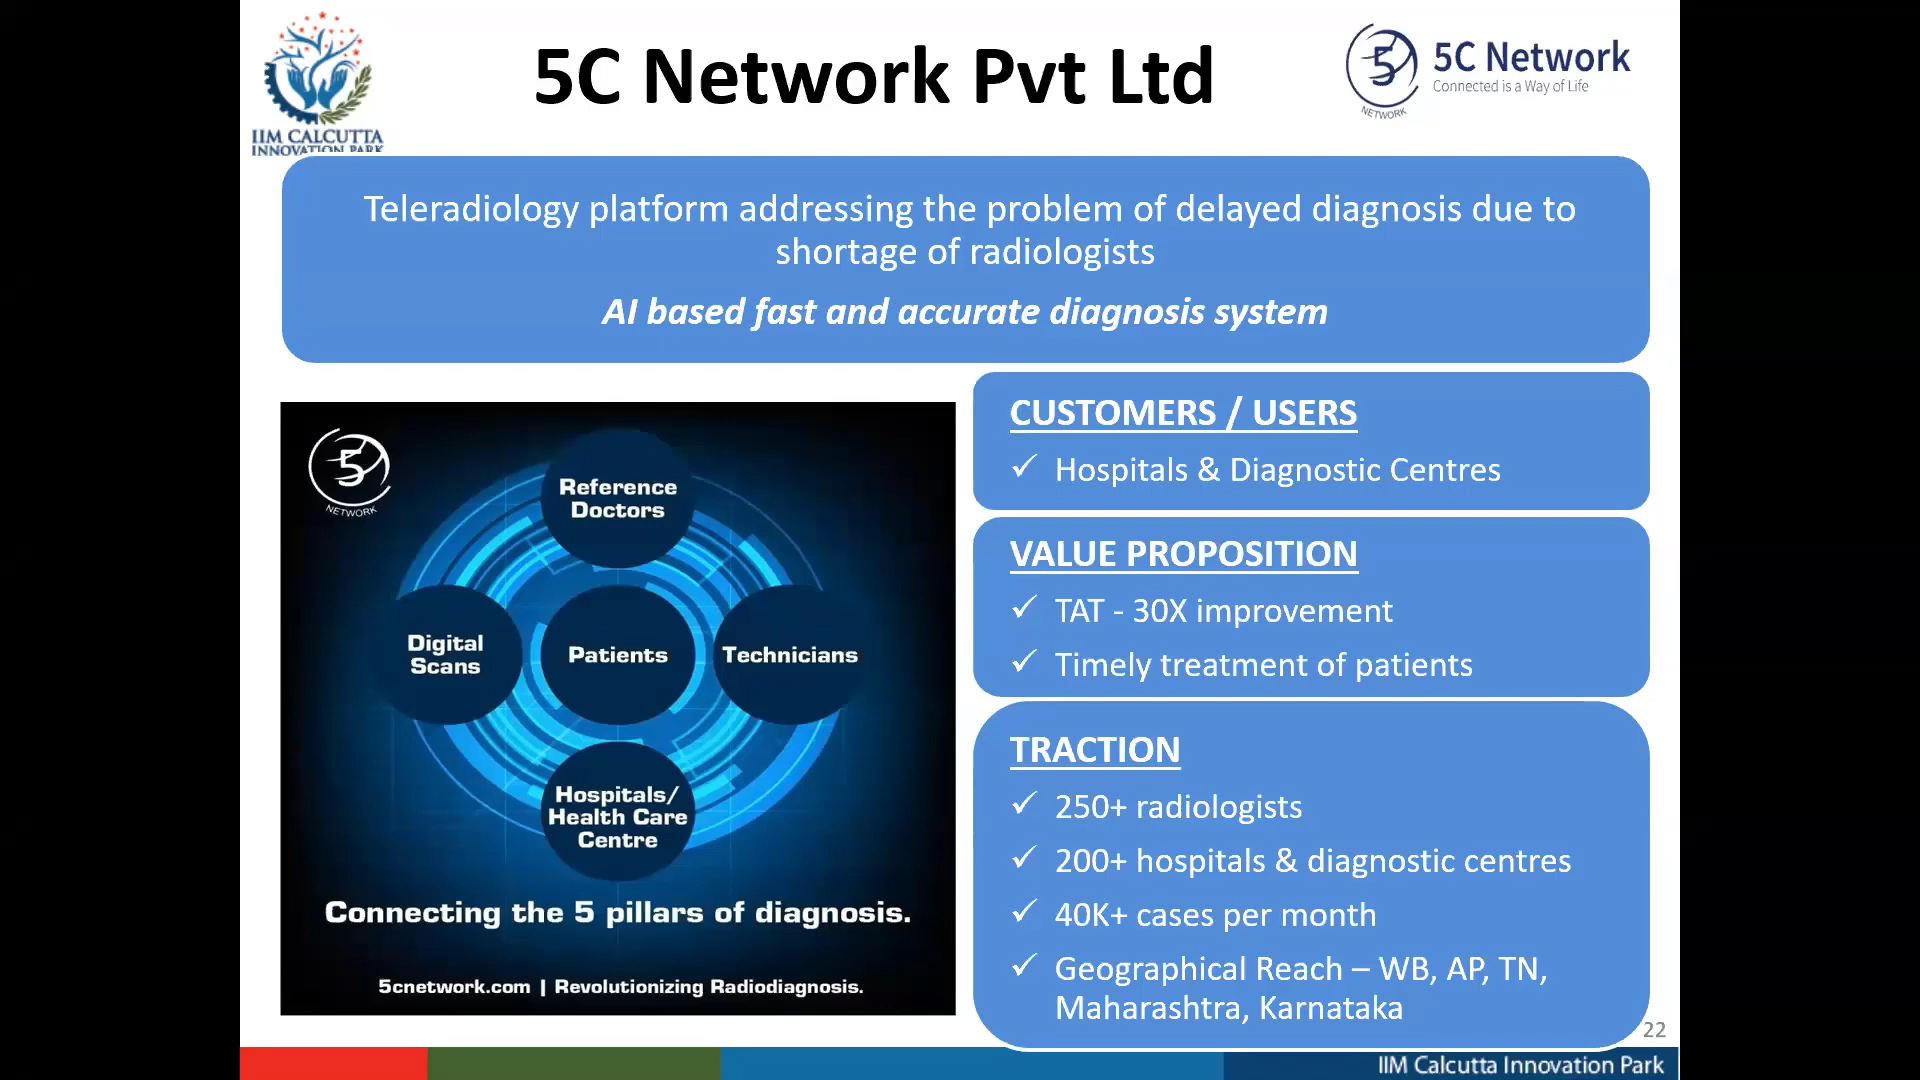 IIM CALCUTTA
INNOVATION PARK
5C Network Pvt Ltd
5
NETWORK
5C Network
Connected is a Way of Life
Teleradiology platform addressing the problem of delayed diagnosis due to
shortage of radiologists
AI based fast and accurate diagnosis system
5
NETWORK
Reference
Doctors
Digital
Scans
Patients
Technicians
Hospitals/
Health Care
Centre
Connecting the 5 pillars of diagnosis.
5cnetwork.com | Revolutionizing Radiodiagnosis.
CUSTOMERS / USERS
✓ Hospitals & Diagnostic Centres
VALUE PROPOSITION
✓ TAT - 30X improvement
✓ Timely treatment of patients
TRACTION
✓ 250+ radiologists
✓ 200+ hospitals & diagnostic centres
✓ 40K+ cases per month
✓ Geographical Reach – WB, AP, TN,
Maharashtra, Karnataka
22
IIM Calcutta Innovation Park